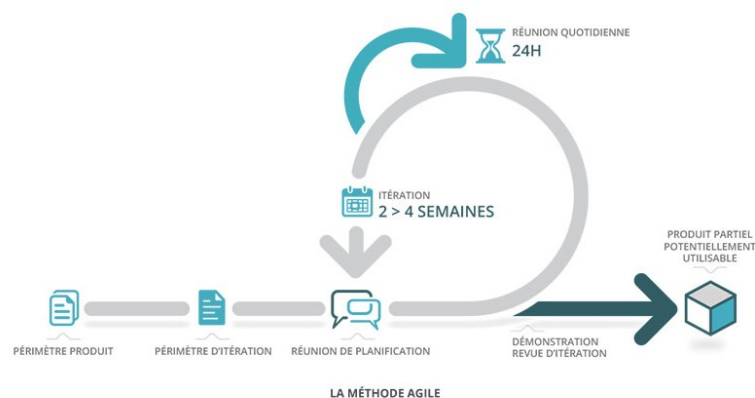 RÉUNION QUOTIDIENNE
24H
ITÉRATION
2 > 4 SEMAINES
PRODUIT PARTIEL
POTENTIELLEMENT
UTILISABLE
PÉRIMÈTRE PRODUIT
PÉRIMÈTRE D'ITÉRATION
RÉUNION DE PLANIFICATION
DÉMONSTRATION
REVUE D'ITÉRATION
LA MÉTHODE AGILE